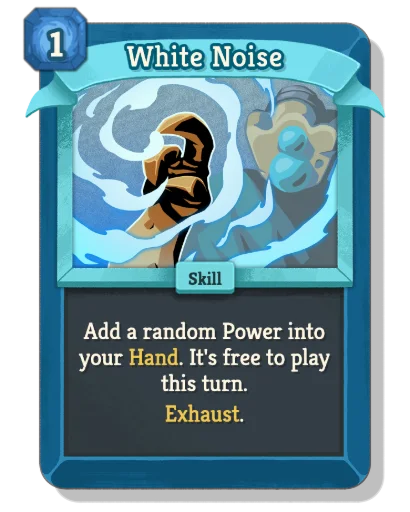 1
White Noise
Skill
Add a random Power into
your Hand. It's free to play
this turn.
Exhaust.